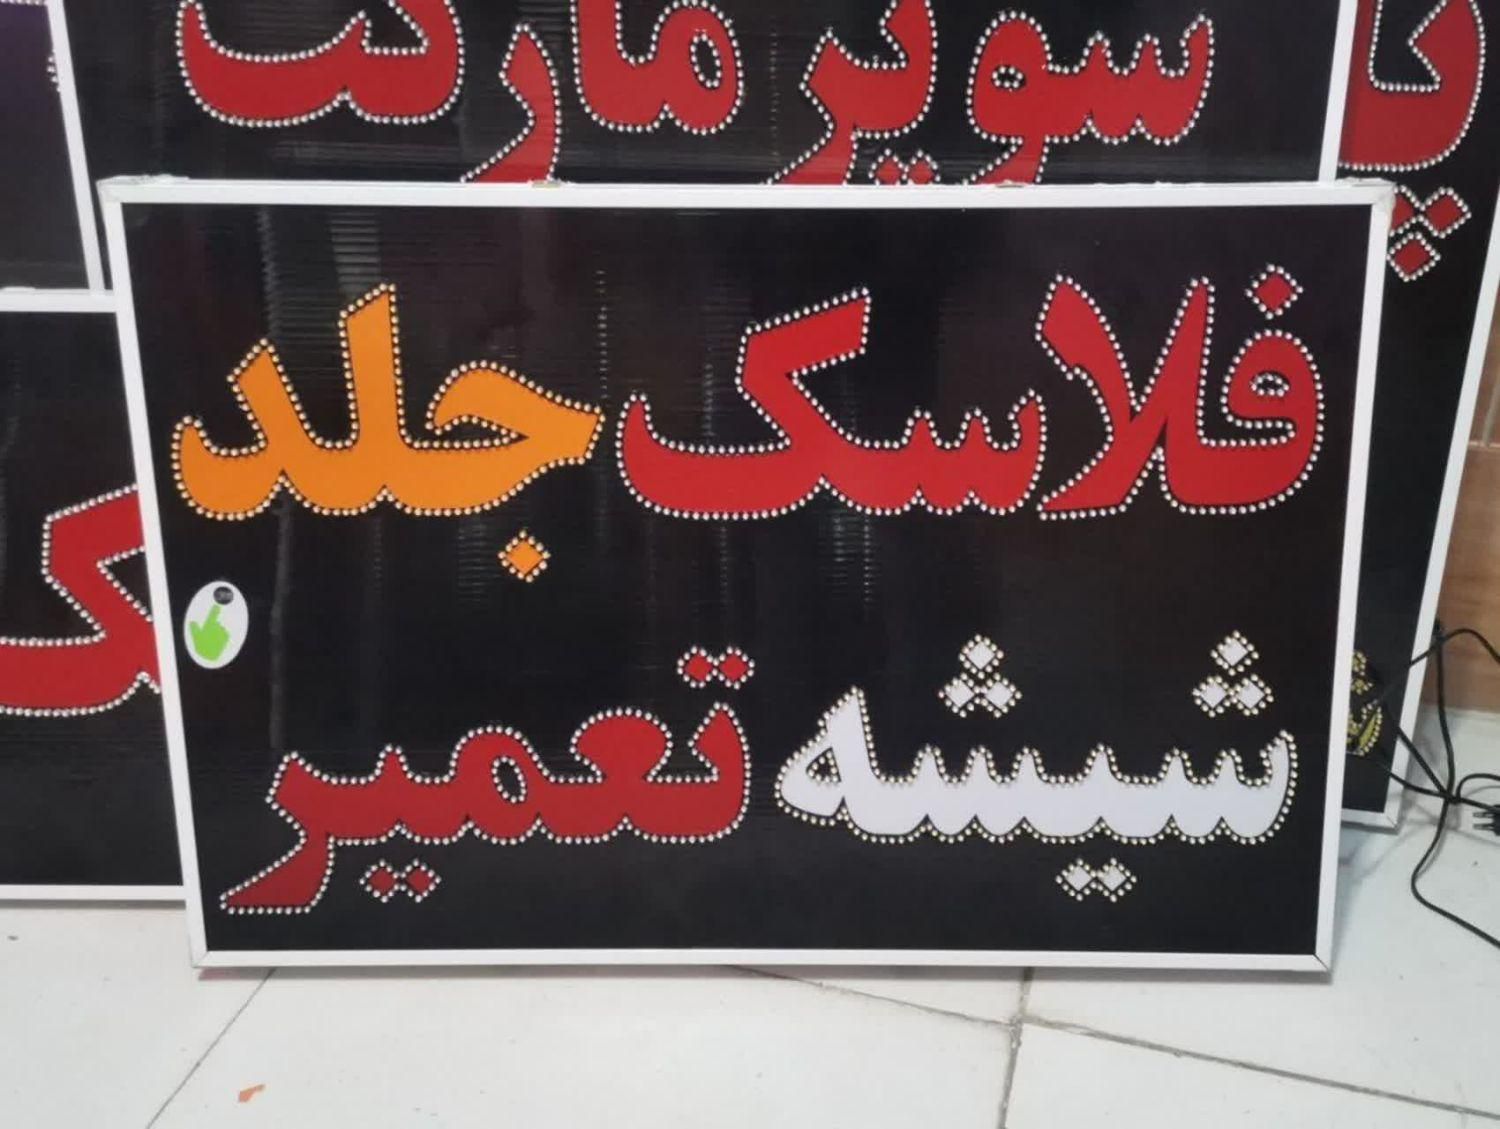 سوپر مارکت
فلاسک جلد
شیشه تعمیر